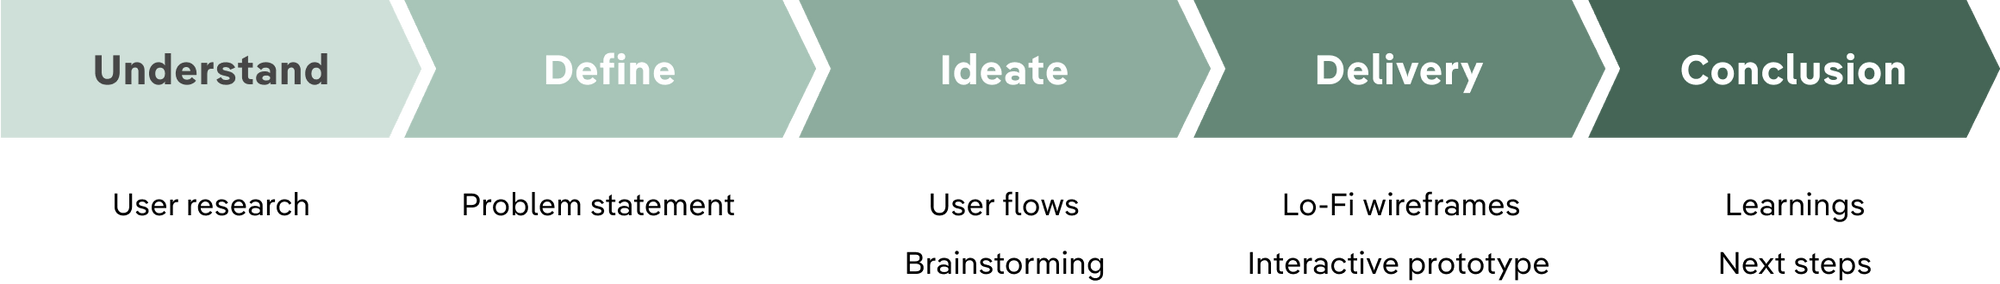 Understand
Define
Ideate
Delivery
Conclusion
User research
Problem statement
User flows
Brainstorming
Lo-Fi wireframes
Interactive prototype
Learnings
Next steps